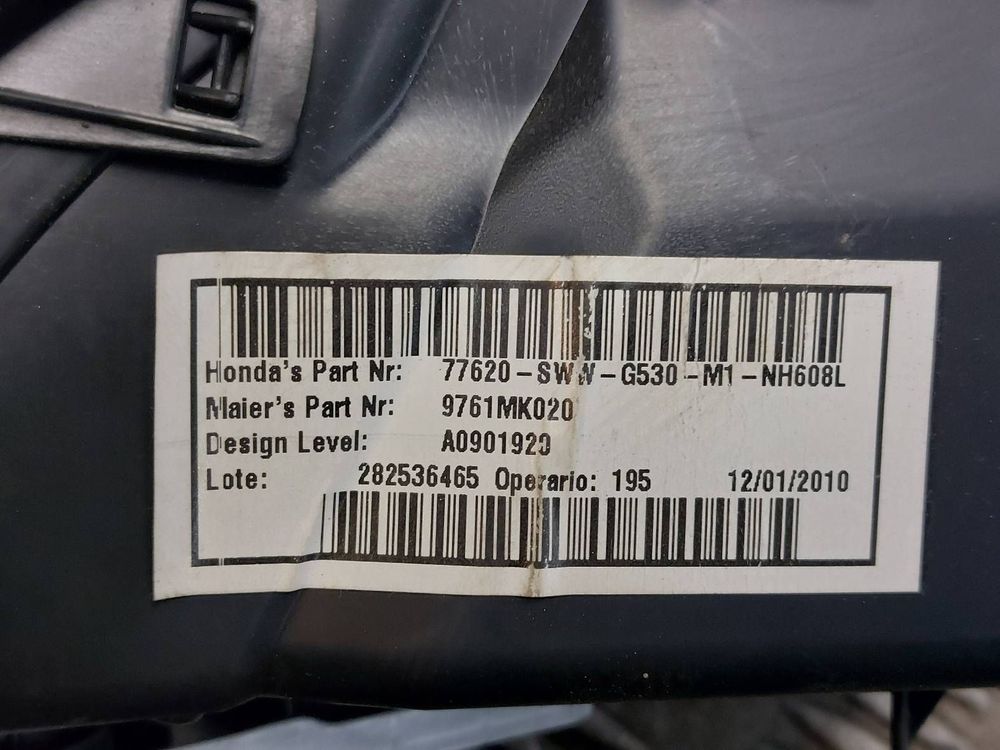 Honda's Part Nr: 77620-SWW-G530-M1-NH608L
Maier's Part Nr: 9761MK020
Design Level: A0901920
Lote: 282536465 Operario: 195 12/01/2010